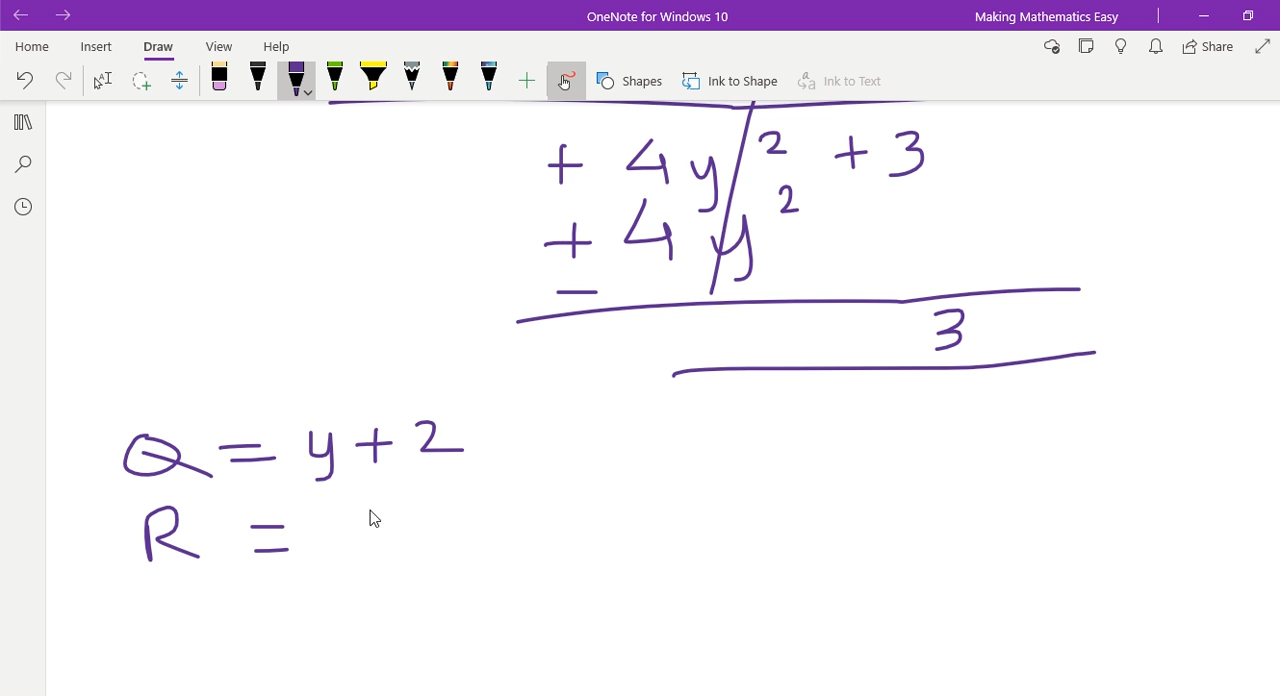 OneNote for Windows 10
Making Mathematics Easy
Home Insert Draw View Help
Share
Shapes Ink to Shape Ink to Text
+ 4y² + 3
+ 4y²
−
3
Q = y + 2
R =